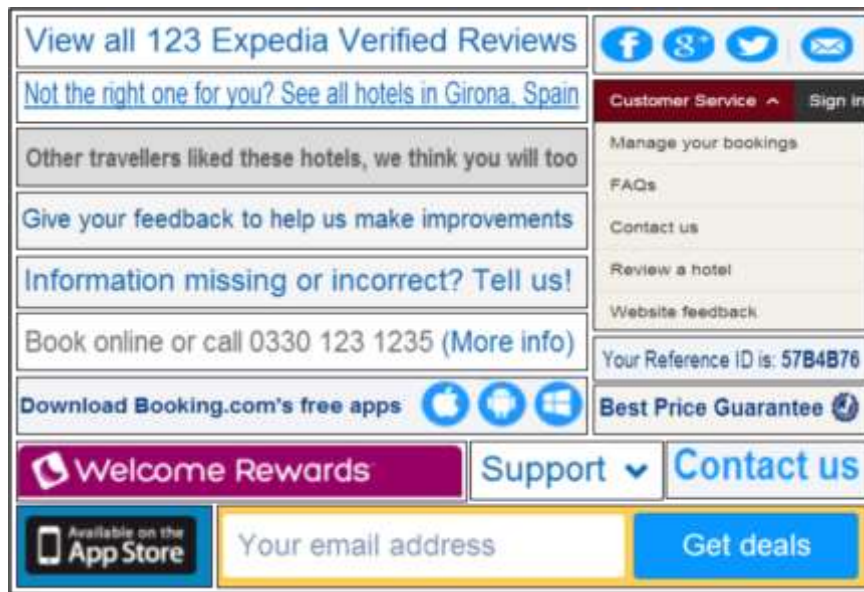 View all 123 Expedia Verified Reviews
Not the right one for you? See all hotels in Girona, Spain
Other travellers liked these hotels, we think you will too
Give your feedback to help us make improvements
Information missing or incorrect? Tell us!
Book online or call 0330 123 1235 (More info)
Download Booking.com's free apps
f g+
Customer Service Sign in
Manage your bookings
FAQs
Contact us
Review a hotel
Website feedback
Your Reference ID is: 57B4B76
Best Price Guarantee
Welcome Rewards
Support
Contact us
Available on the
App Store
Your email address
Get deals